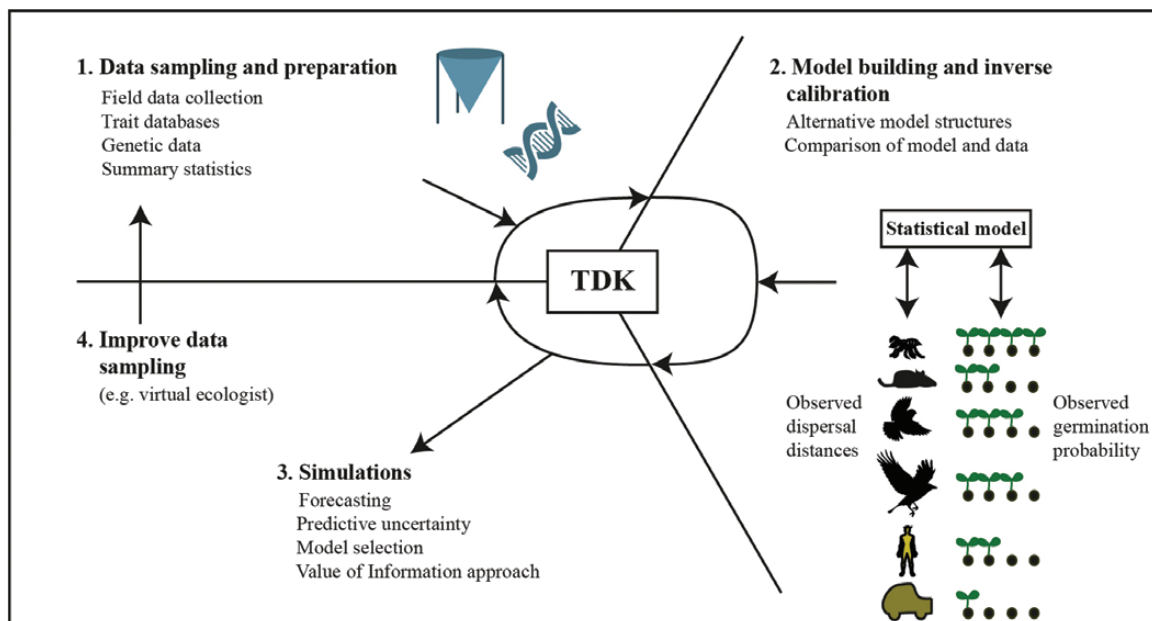 1. Data sampling and preparation
Field data collection
Trait databases
Genetic data
Summary statistics
2. Model building and inverse
calibration
Alternative model structures
Comparison of model and data
Statistical model
TDK
4. Improve data
sampling
(e.g. virtual ecologist)
Observed
dispersal
distances
Observed
germination
probability
3. Simulations
Forecasting
Predictive uncertainty
Model selection
Value of Information approach